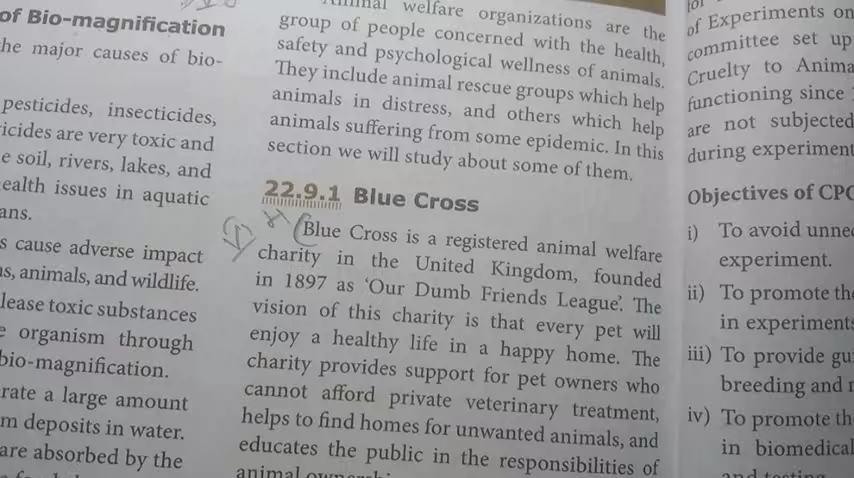 of Bio-magnification
he major causes of bio-
pesticides, insecticides,
icides are very toxic and
e soil, rivers, lakes, and
ealth issues in aquatic
ans.
s cause adverse impact
s, animals, and wildlife.
lease toxic substances
e organism through
bio-magnification.
rate a large amount
m deposits in water.
are absorbed by the
welfare organizations are the
group of people concerned with the health,
safety and psychological wellness of animals.
They include animal rescue groups which help
animals in distress, and others which help
animals suffering from some epidemic. In this
section we will study about some of them.
22.9.1 Blue Cross
Blue Cross is a registered animal welfare
charity in the United Kingdom, founded
in 1897 as ‘Our Dumb Friends League’. The
vision of this charity is that every pet will
enjoy a healthy life in a happy home. The
charity provides support for pet owners who
cannot afford private veterinary treatment,
helps to find homes for unwanted animals, and
educates the public in the responsibilities of
animal
of Experiments on
committee set up
Cruelty to Anima
functioning since
are not subjected
during experiment
Objectives of CPC
i) To avoid unnec
experiment.
ii) To promote the
in experiments
iii) To provide gui
breeding and
iv) To promote th
in biomedical
and testing